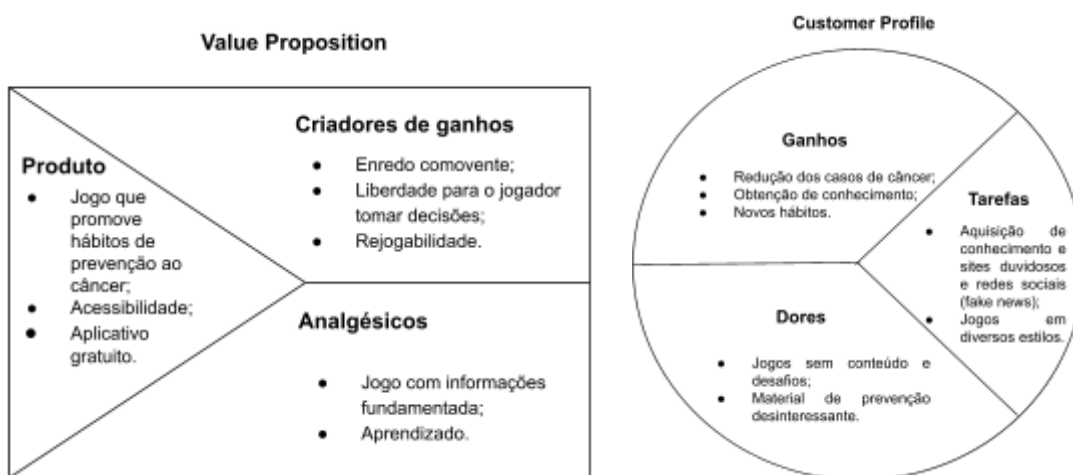 Value Proposition
Produto
● Jogo que
promove
hábitos de
prevenção ao
câncer;
● Acessibilidade;
● Aplicativo
gratuito.
Criadores de ganhos
● Enredo comovente;
● Liberdade para o jogador
tomar decisões;
● Rejogabilidade.
Analgésicos
● Jogo com informações
fundamentada;
● Aprendizado.
Customer Profile
Ganhos
● Redução dos casos de câncer;
● Obtenção de conhecimento;
● Novos hábitos.
Tarefas
● Aquisição de
conhecimento e
sites duvidosos
e redes sociais
(fake news);
● Jogos em
diversos estilos.
Dores
● Jogos sem conteúdo e
desafios;
● Material de prevenção
desinteressante.